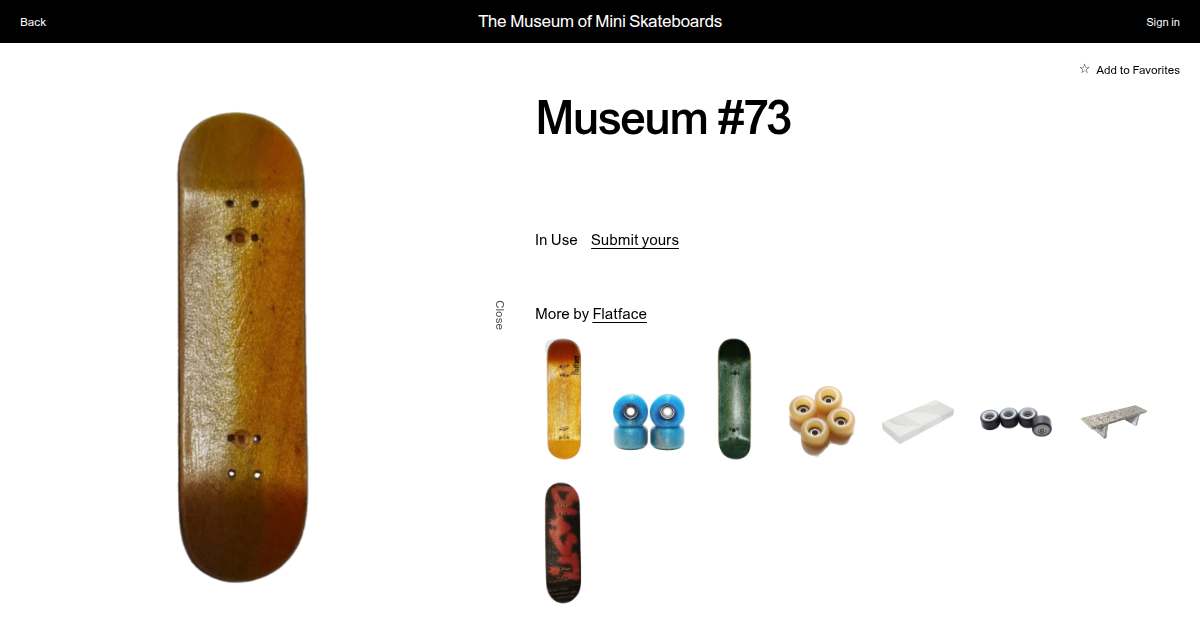 Back
The Museum of Mini Skateboards
Sign in
☆ Add to Favorites
Museum #73
In Use Submit yours
Close
More by Flatface